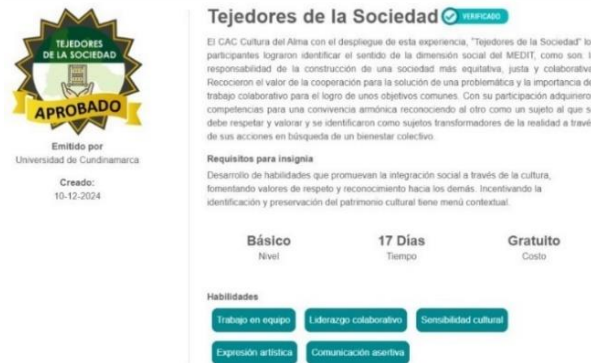 TEJEDORES
DE LA SOCIEDAD
APROBADO
Emitido por
Universidad de Cundinamarca
Creado:
10-12-2024
Tejedores de la Sociedad VERIFICADO
El CAC Cultura del Alma con el despliegue de esta experiencia, "Tejedores de la Sociedad" lo
participantes lograron identificar el sentido de la dimensión social del MEDIT, como son: l
responsabilidad de la construcción de una sociedad más equitativa, justa y colaborativa
Recocieron el valor de la cooperación para la solución de una problemática y la importancia de
trabajo colaborativo para el logro de unos objetivos comunes. Con su participación adquiriero
competencias para una convivencia armónica reconociendo al otro como un sujeto al que s
debe respetar y valorar y se identificaron como sujetos transformadores de la realidad a travé
de sus acciones en búsqueda de un bienestar colectivo.
Requisitos para insignia
Desarrollo de habilidades que promuevan la integración social a través de la cultura,
fomentando valores de respeto y reconocimiento hacia los demás. Incentivando la
identificación y preservación del patrimonio cultural tiene menú contextual.
Básico 17 Días Gratuito
Nivel Tiempo Costo
Habilidades
Trabajo en equipo Liderazgo colaborativo Sensibilidad cultural
Expresión artística Comunicación asertiva